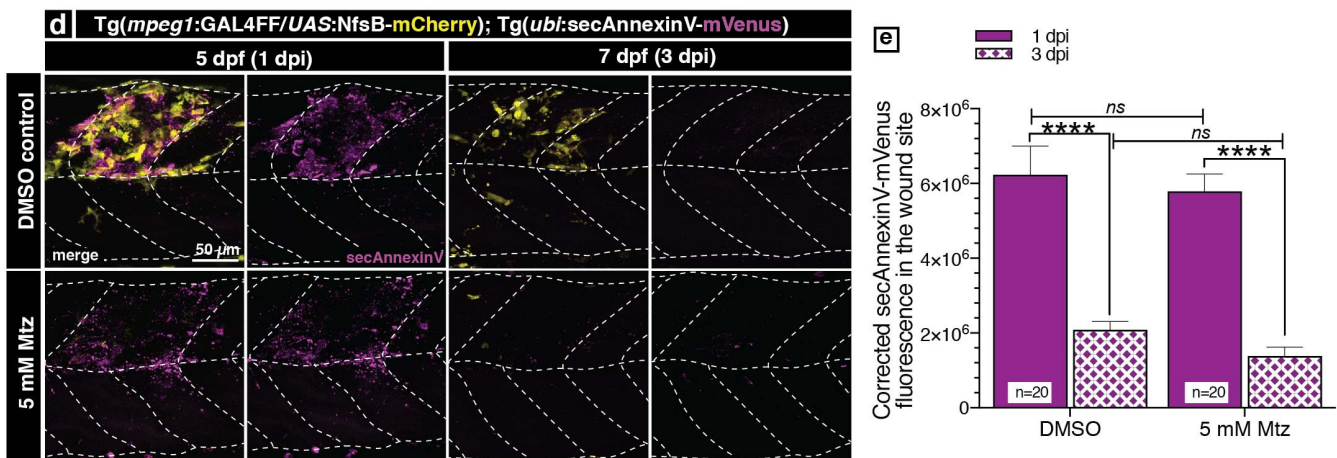 d Tg(mpeg1:GAL4FF/UAS:NfsB-mCherry); Tg(ubi:secAnnexinV-mVenus)
5 dpf (1 dpi)
7 dpf (3 dpi)
DMSO control
merge
50 µm
secAnnexinV
5 mM Mtz
e
1 dpi
3 dpi
Corrected secAnnexinV-mVenus
fluorescence in the wound site
8×10⁶
6×10⁶
4×10⁶
2×10⁶
0
ns
****
ns
****
n=20
n=20
DMSO
5 mM Mtz